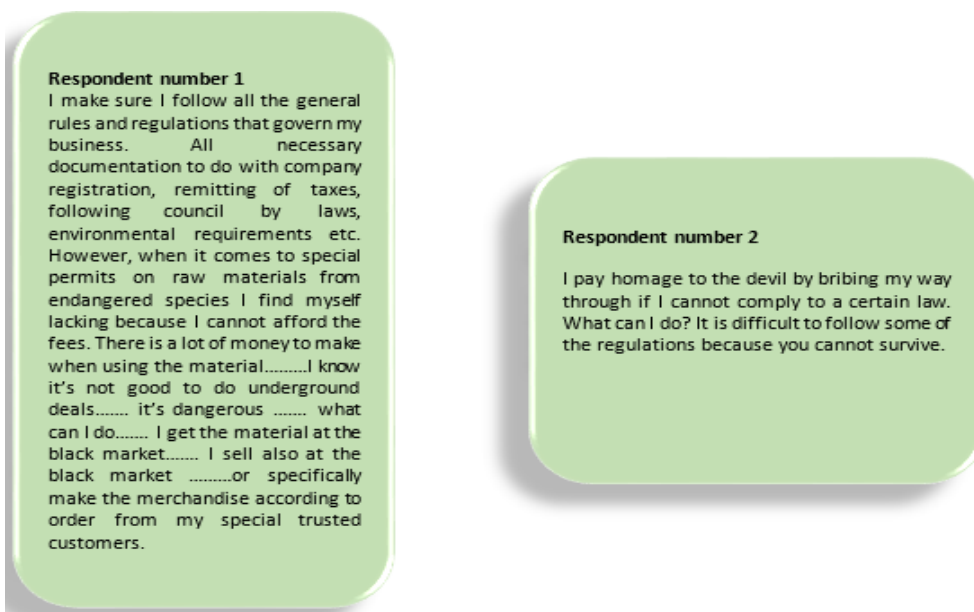 Respondent number 1
I make sure I follow all the general
rules and regulations that govern my
business. All necessary
documentation to do with company
registration, remitting of taxes,
following council by laws,
environmental requirements etc.
However, when it comes to special
permits on raw materials from
endangered species I find myself
lacking because I cannot afford the
fees. There is a lot of money to make
when using the material.........I know
it's not good to do underground
deals....... it's dangerous ....... what
can I do....... I get the material at the
black market....... I sell also at the
black market .........or specifically
make the merchandise according to
order from my special trusted
customers.
Respondent number 2
I pay homage to the devil by bribing my way
through if I cannot comply to a certain law.
What can I do? It is difficult to follow some of
the regulations because you cannot survive.